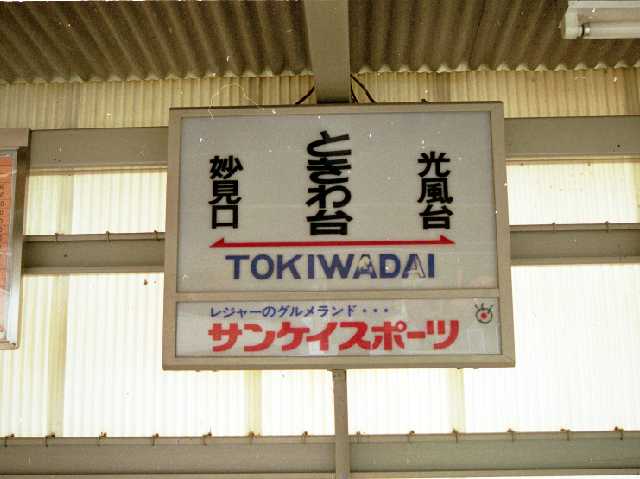 妙見口
ときわ台
光風台
TOKIWADAI
レジャーのグルメランド・・・
サンケイスポーツ